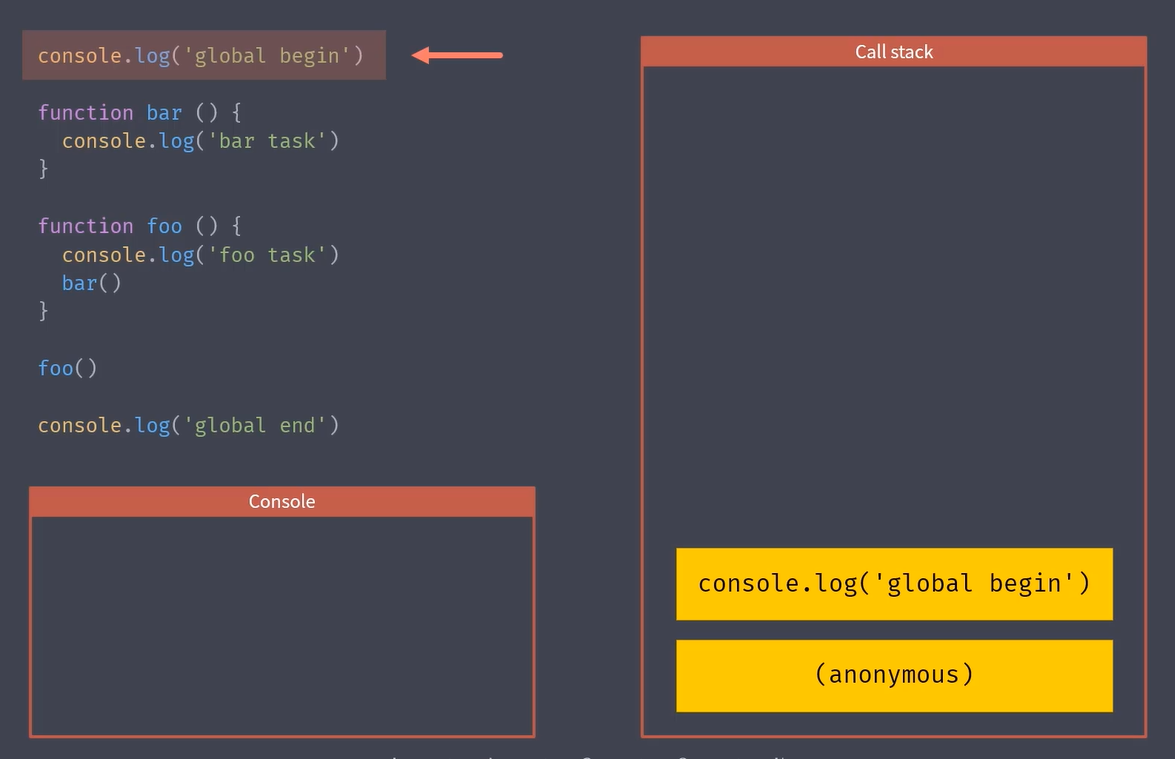 console.log('global begin')
function bar () {
  console.log('bar task')
}
function foo () {
  console.log('foo task')
  bar()
}
foo()
console.log('global end')
Console
Call stack
console.log('global begin')
(anonymous)